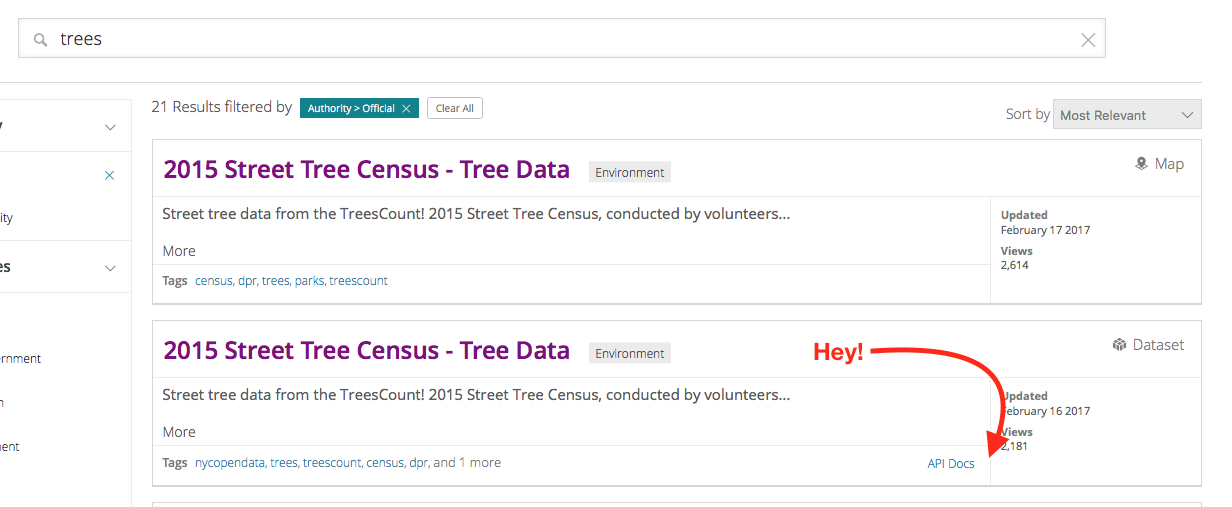 trees
21 Results filtered by Authority > Official Clear All
Sort by Most Relevant
2015 Street Tree Census - Tree Data Environment
Map
Street tree data from the TreesCount! 2015 Street Tree Census, conducted by volunteers...
More
Tags census, dpr, trees, parks, treescount
Updated
February 17 2017
Views
2,614
2015 Street Tree Census - Tree Data Environment
Hey!
Dataset
Street tree data from the TreesCount! 2015 Street Tree Census, conducted by volunteers...
More
Tags nycopendata, trees, treescount, census, dpr, and 1 more
API Docs
Updated
February 16 2017
Views
2,181